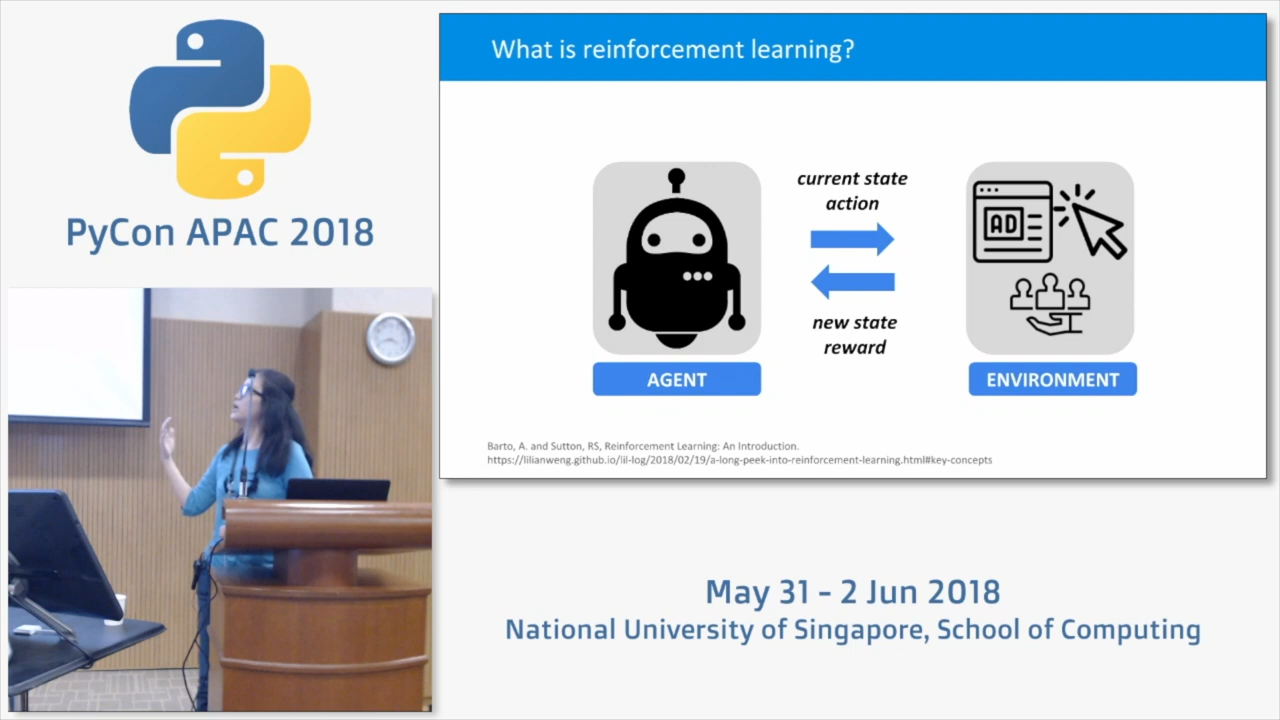 PyCon APAC 2018
What is reinforcement learning?
current state
action
AD
new state
reward
AGENT
ENVIRONMENT
Barto, A. and Sutton, RS, Reinforcement Learning: An Introduction.
https://lilianweng.github.io/lil-log/2018/02/19/a-long-peek-into-reinforcement-learning.html#key-concepts
May 31 - 2 Jun 2018
National University of Singapore, School of Computing